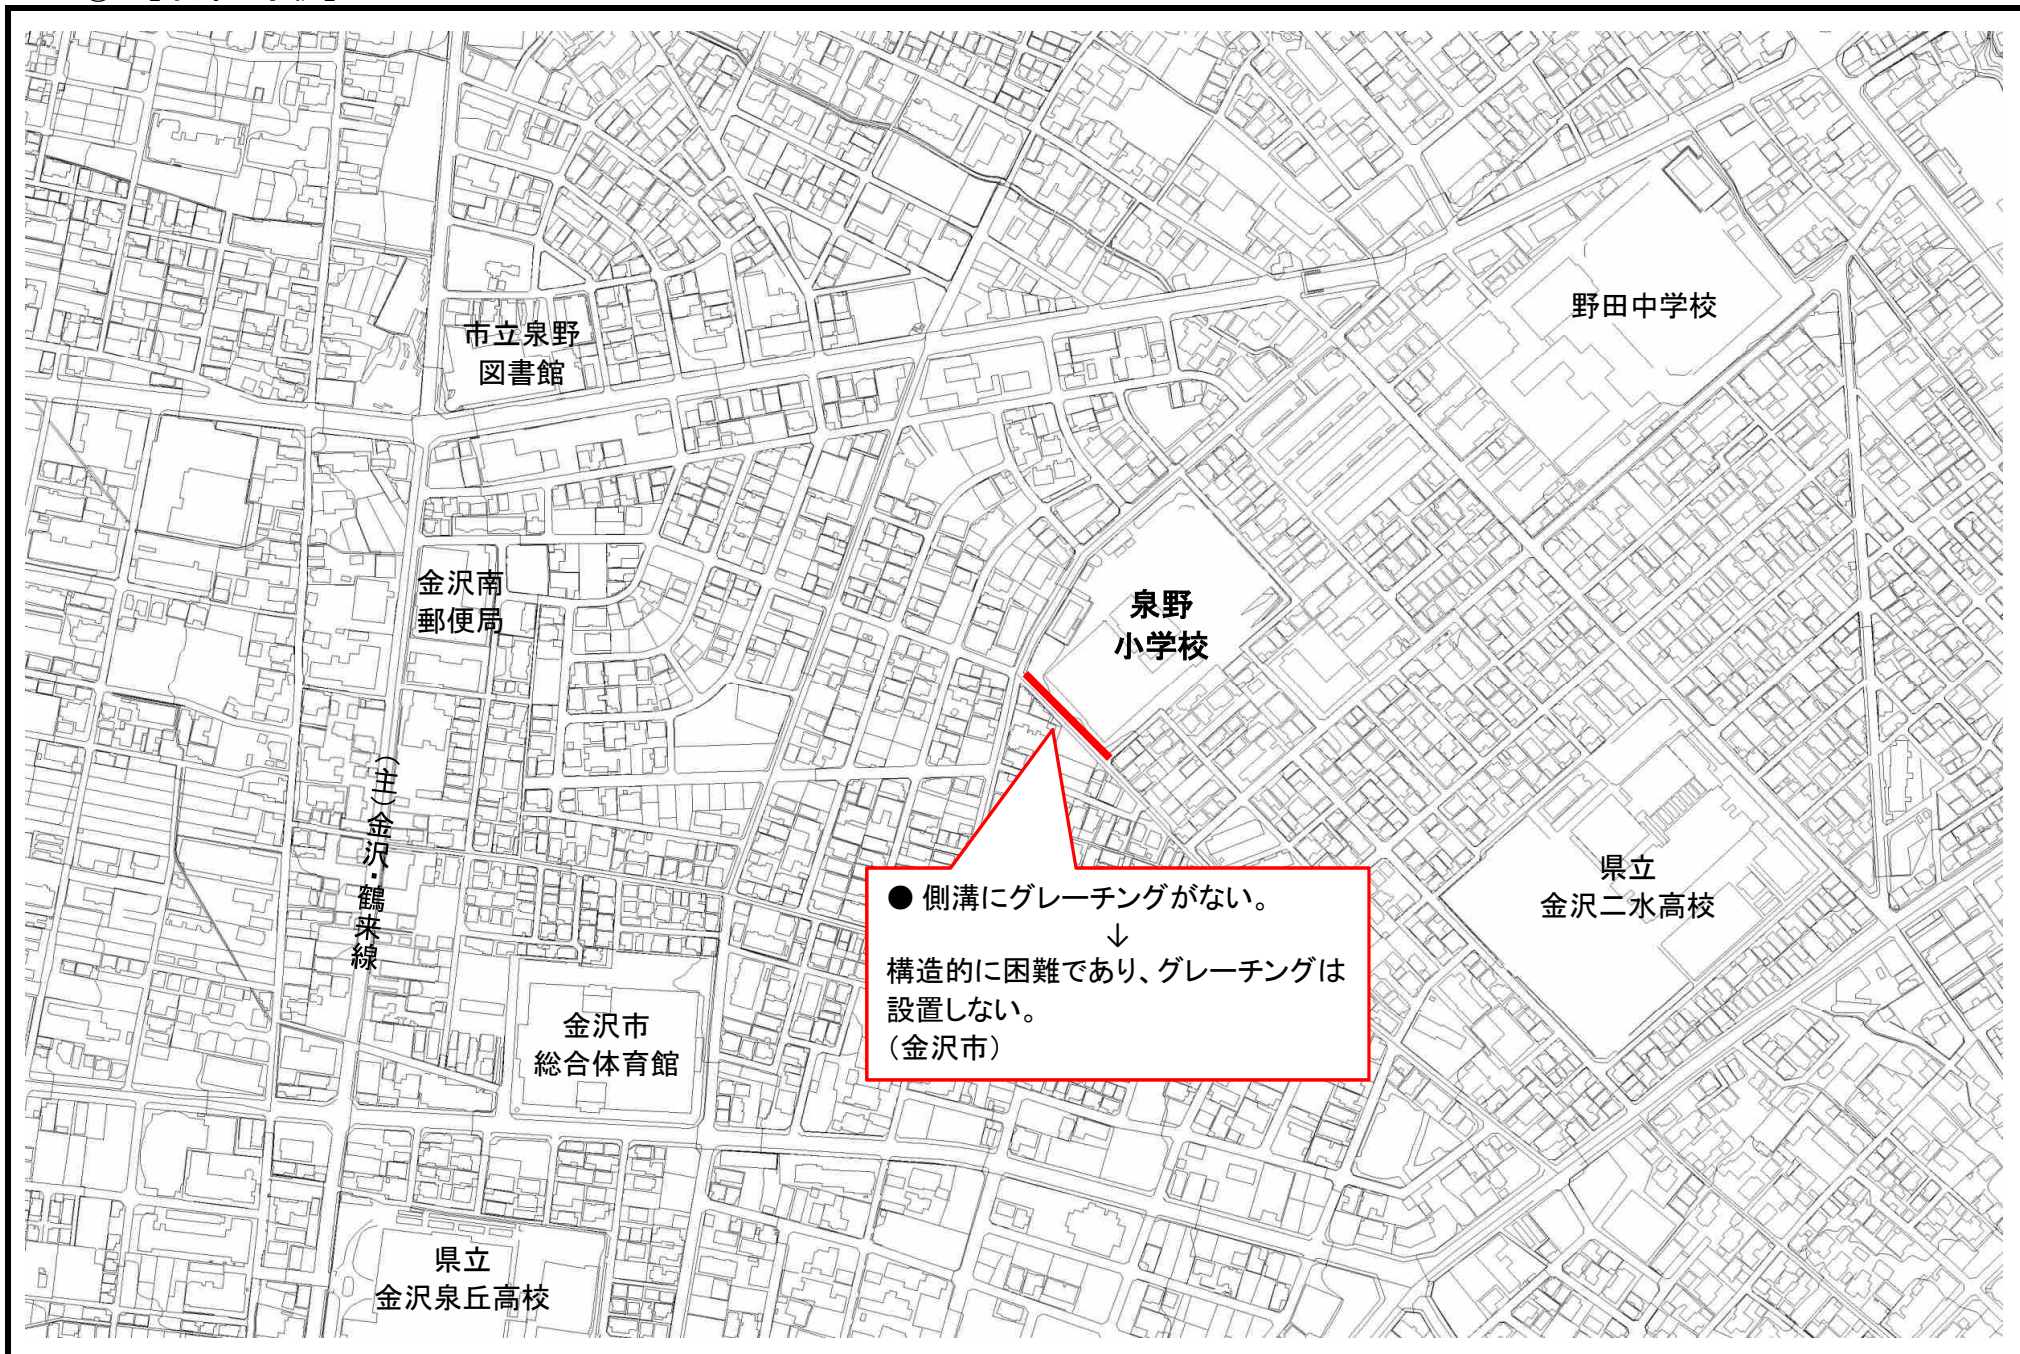 野田中学校
市立泉野
図書館
金沢南
郵便局
泉野
小学校
(主)金沢・鶴来線
● 側溝にグレーチングがない。
↓
構造的に困難であり、グレーチングは
設置しない。
(金沢市)
県立
金沢二水高校
金沢市
総合体育館
県立
金沢泉丘高校